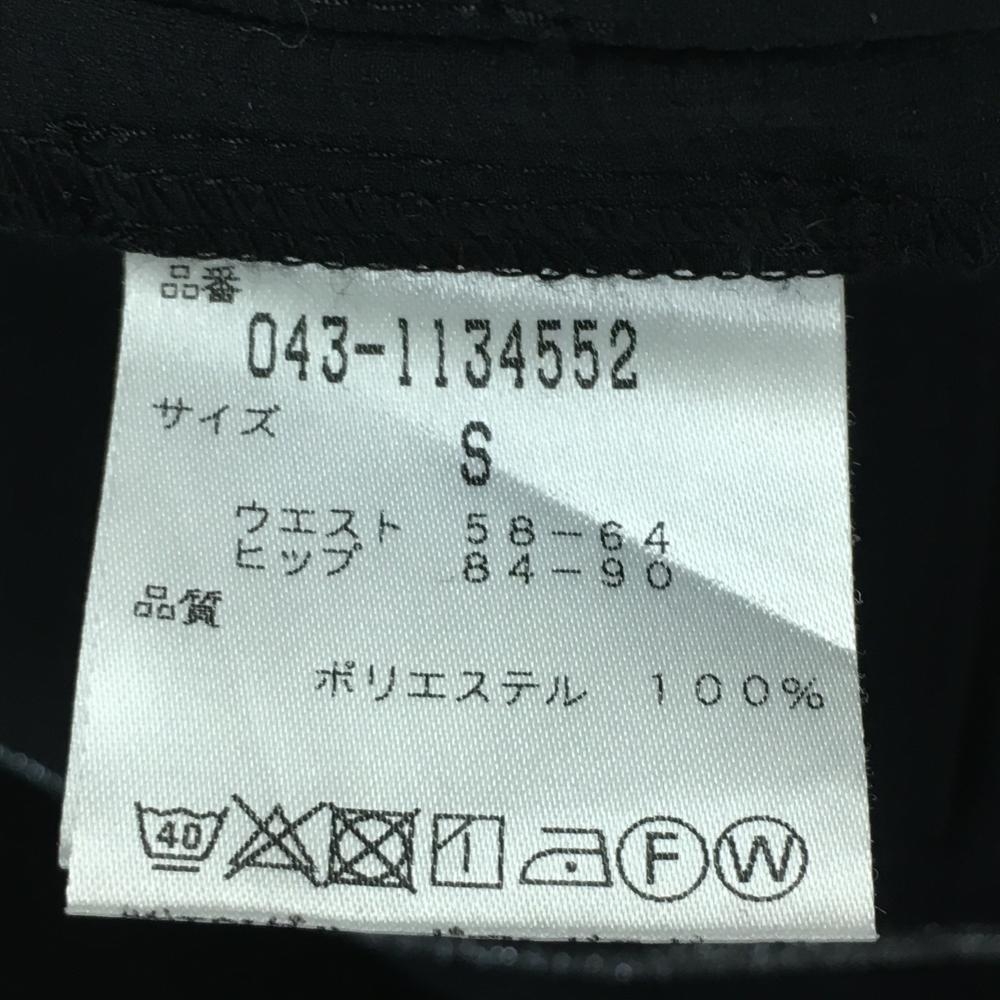 品番
043-1134552
サイズ
S
ウエスト 58-64
ヒップ 84-90
品質
ポリエステル 100%
40 F W